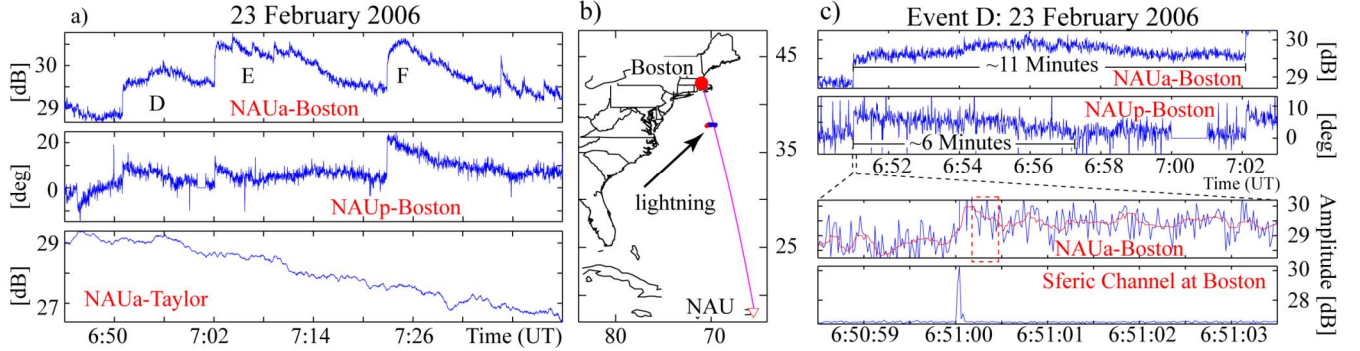 a)
23 February 2006
[dB]
30
29
D
E
F
NAUa-Boston
[deg]
20
0
NAUp-Boston
[dB]
29
27
NAUa-Taylor
6:50
7:02
7:14
7:26
Time (UT)
b)
Boston
45
35
25
lightning
NAU
80
70
c)
Event D: 23 February 2006
30
29
[dB]
~11 Minutes
NAUa-Boston
NAUp-Boston
10
0
[deg]
~6 Minutes
6:52
6:54
6:56
6:58
7:00
7:02
Time (UT)
30
29
NAUa-Boston
Amplitude [dB]
Sferic Channel at Boston
30
28
6:50:59
6:51:00
6:51:01
6:51:02
6:51:03